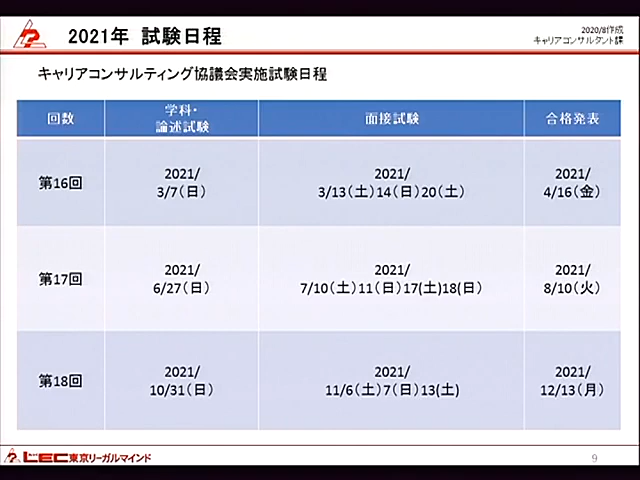 2021年 試験日程
2020/8作成
キャリアコンサルタント課
キャリアコンサルティング協議会実施試験日程
回数
学科・
論述試験
面接試験
合格発表
第16回
2021/
3/7（日）
2021/
3/13（土）14（日）20（土）
2021/
4/16（金）
第17回
2021/
6/27（日）
2021/
7/10（土）11（日）17(土)18(日）
2021/
8/10（火）
第18回
2021/
10/31（日）
2021/
11/6（土）7（日）13(土)
2021/
12/13（月）
LEC東京リーガルマインド
9